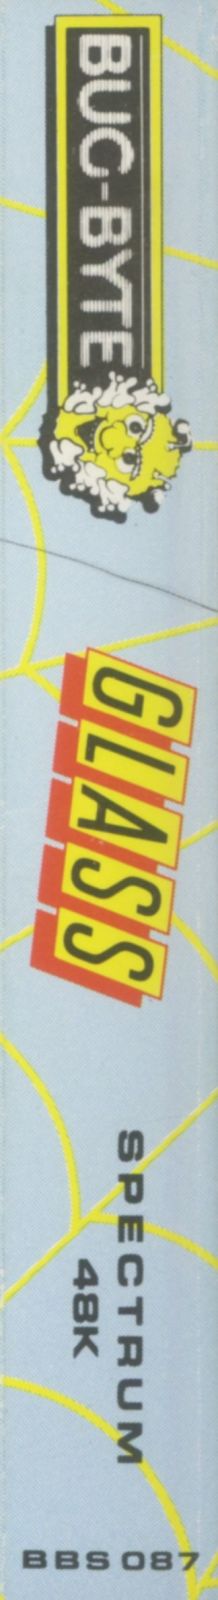 BUG-BYTE
GLASS
SPECTRUM
48K
BBS 087